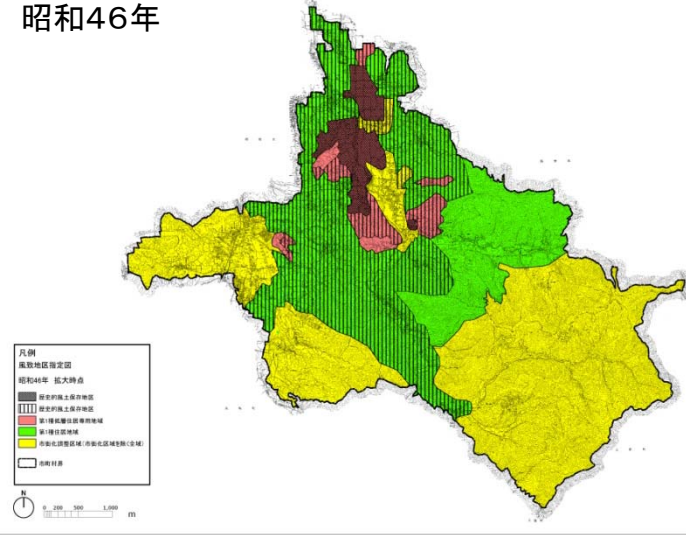 昭和46年
凡例
風致地区指定図
昭和46年 拡大時点
歴史的風土保存地区
歴史的風土保存地区
第1種低層住居専用地域
第1種住居地域
市街化調整区域(市街化区域を除く全域)
市町村界
N
0 200 500 1,000
m